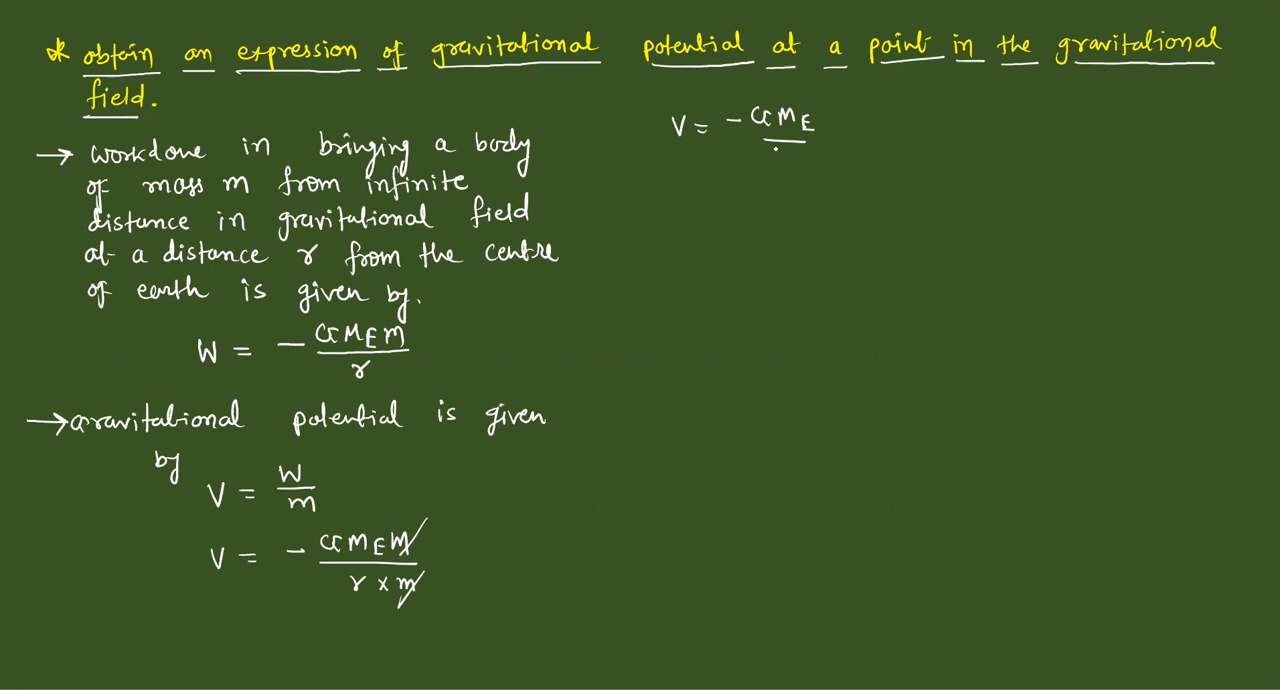 * obtain an expression of gravitational potential at a point in the gravitational
field.
→ workdone in bringing a body
of mass m from infinite
distance in gravitational field
at a distance r from the centre
of earth is given by.
W = - GM_E m / r
→ Gravitational potential is given
by
V = W / m
V = - GM_E m / r × m
V = - GM_E